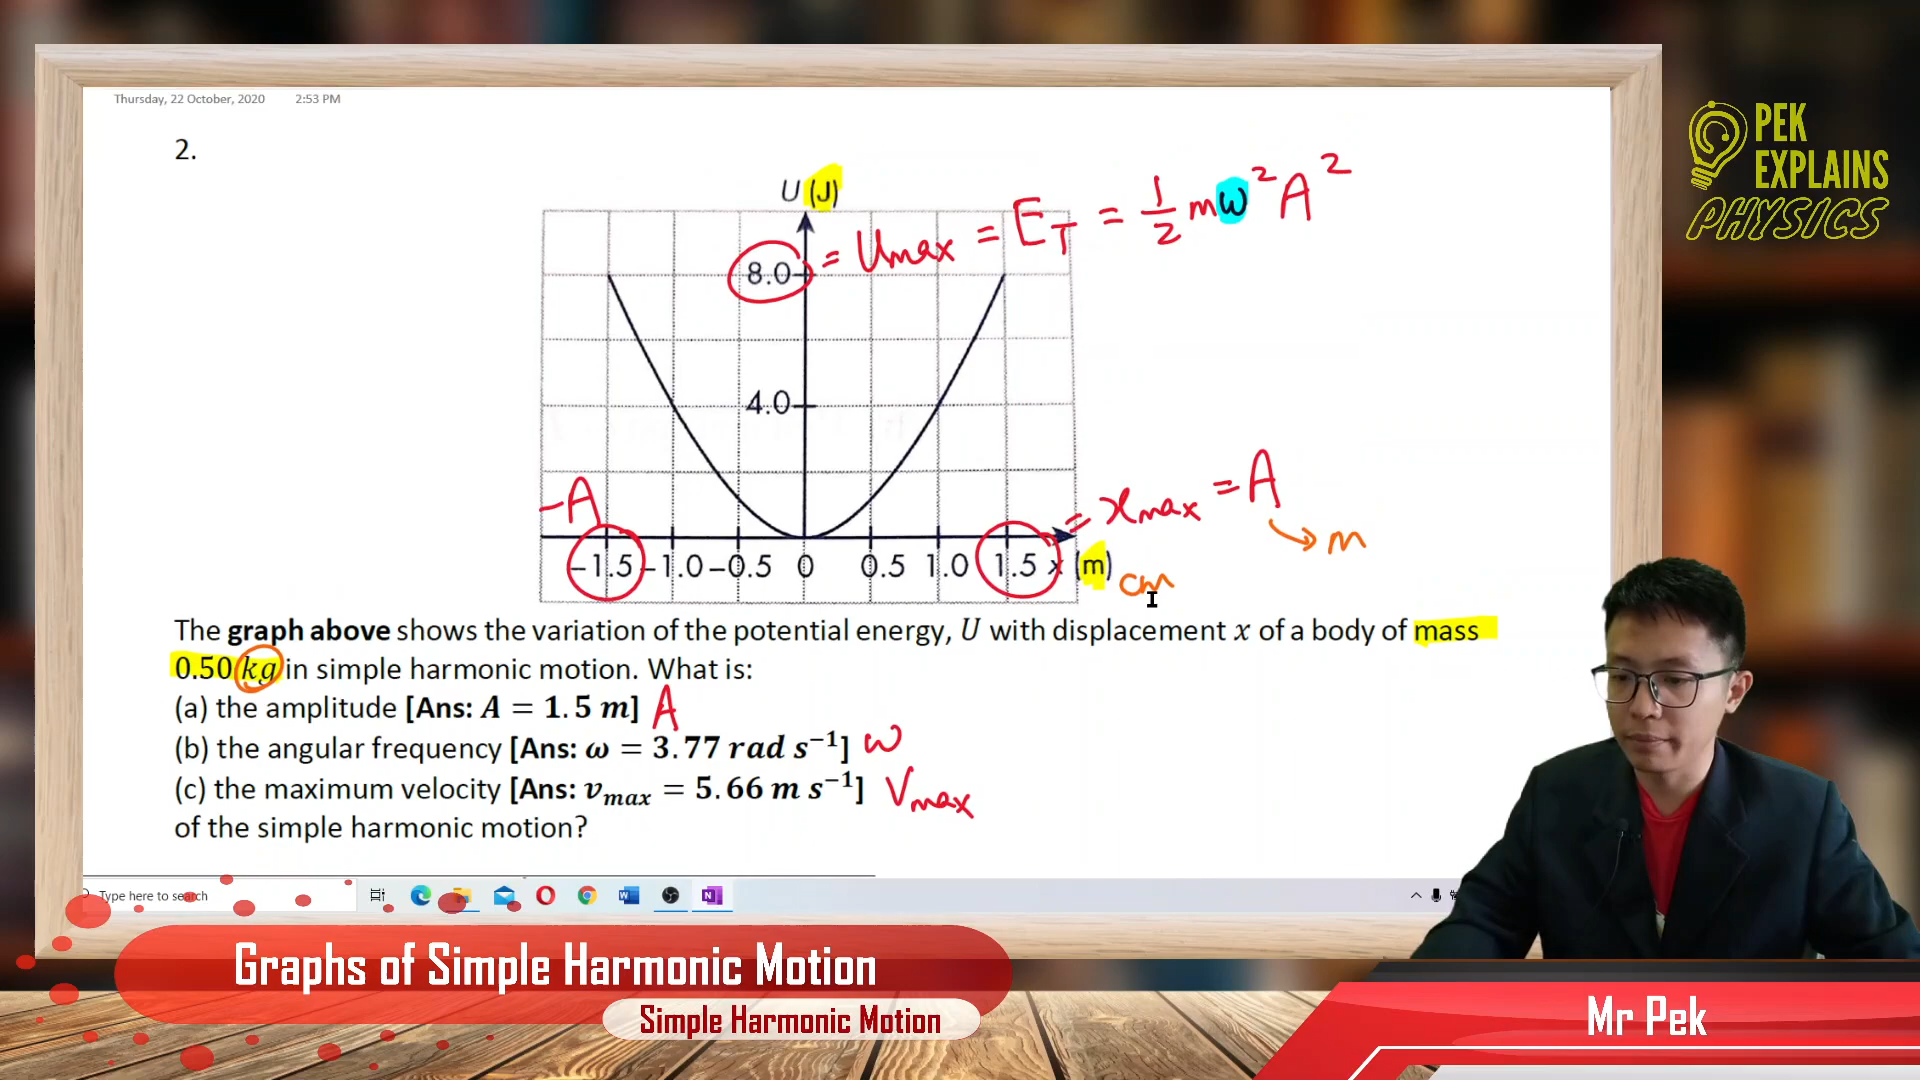 Thursday, 22 October, 2020 2:53 PM
PEK
EXPLAINS
PHYSICS
2.
U (J)
8.0 = Umax = E_T = 1/2 mω²A²
4.0
-A
= xmax = A
→ m
−1.5 −1.0 −0.5 0 0.5 1.0 1.5 x (m)
cm
The graph above shows the variation of the potential energy, U with displacement x of a body of mass
0.50 kg in simple harmonic motion. What is:
(a) the amplitude [Ans: A = 1.5 m] A
(b) the angular frequency [Ans: ω = 3.77 rad s⁻¹] ω
(c) the maximum velocity [Ans: vmax = 5.66 m s⁻¹] Vmax
of the simple harmonic motion?
Type here to search
Graphs of Simple Harmonic Motion
Simple Harmonic Motion
Mr Pek